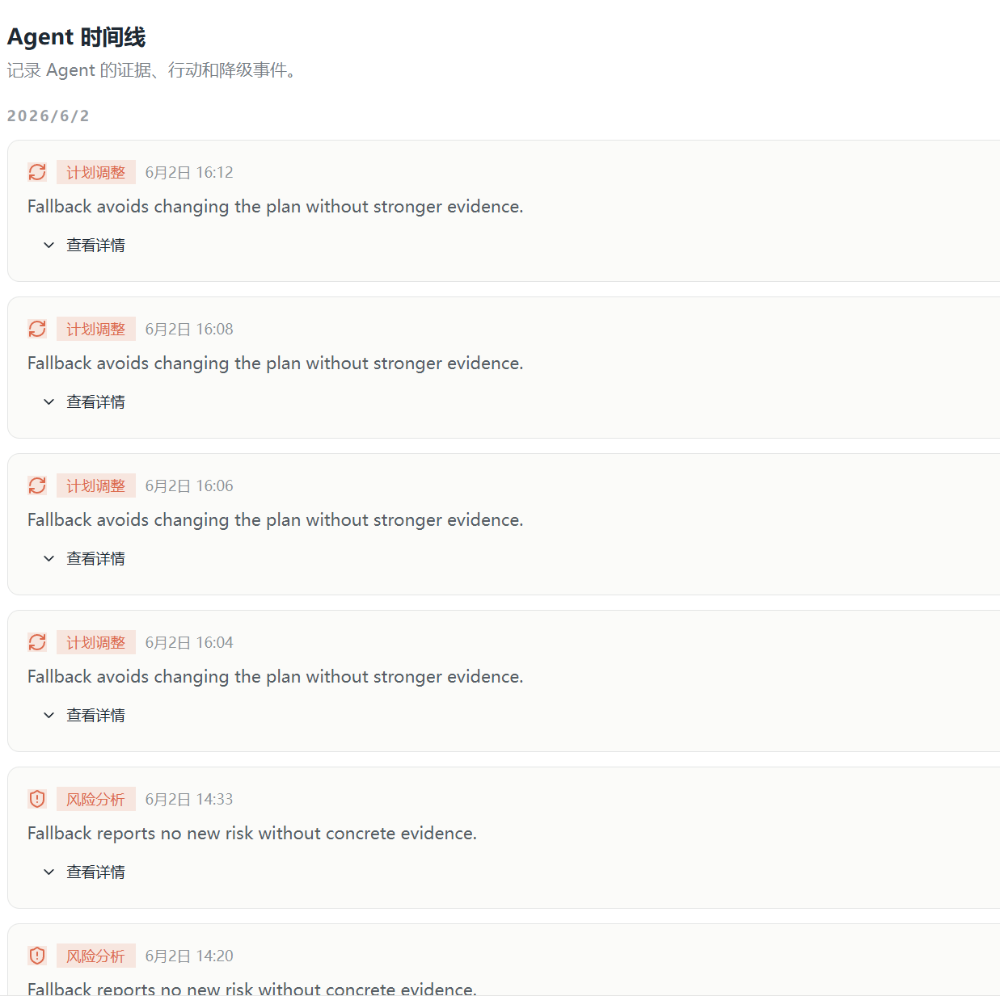 Agent 时间线
记录 Agent 的证据、行动和降级事件。
2026/6/2
计划调整 6月2日 16:12
Fallback avoids changing the plan without stronger evidence.
查看详情
计划调整 6月2日 16:08
Fallback avoids changing the plan without stronger evidence.
查看详情
计划调整 6月2日 16:06
Fallback avoids changing the plan without stronger evidence.
查看详情
计划调整 6月2日 16:04
Fallback avoids changing the plan without stronger evidence.
查看详情
风险分析 6月2日 14:33
Fallback reports no new risk without concrete evidence.
查看详情
风险分析 6月2日 14:20
Fallback reports no new risk without concrete evidence.